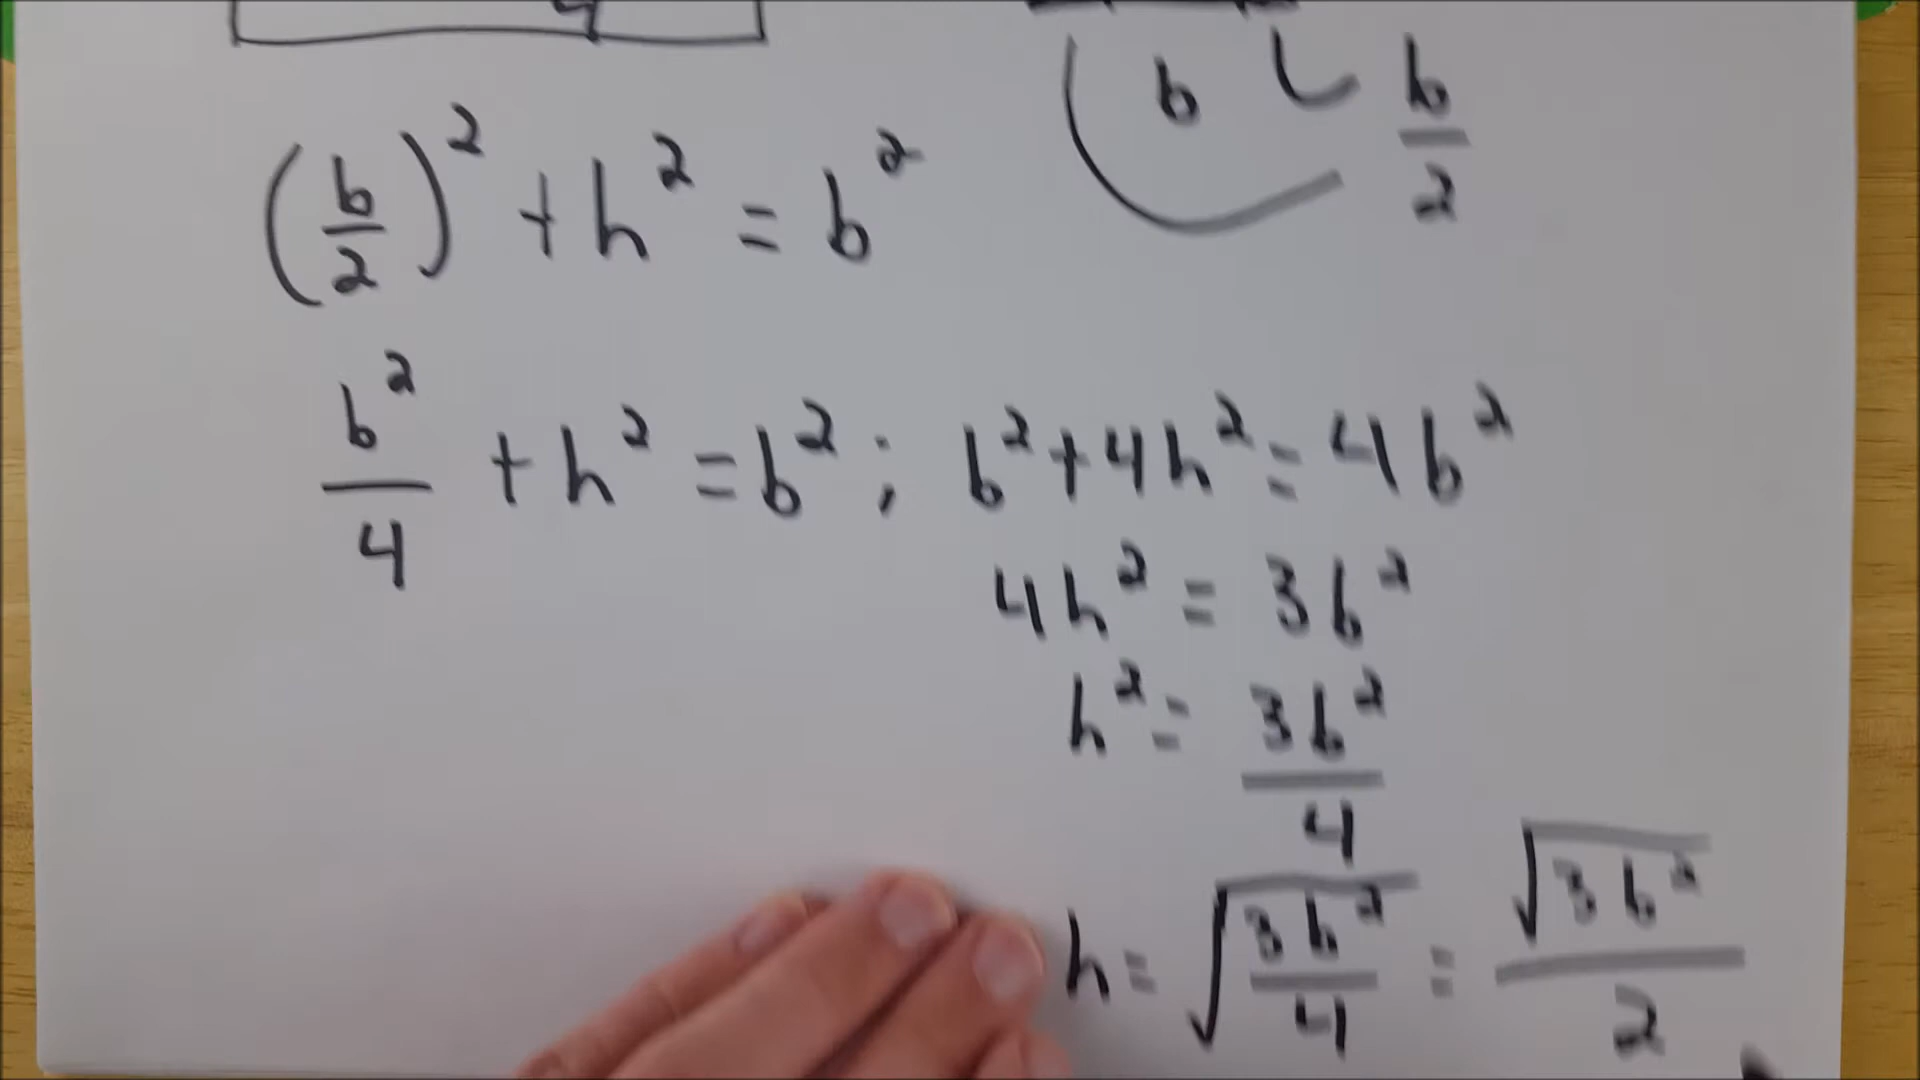 b b/2
(b/2)² + h² = b²
b²/4 + h² = b² ; b² + 4h² = 4b²
4h² = 3b²
h² = 3b²/4
h = √(3b²/4) = √(3b²)/2